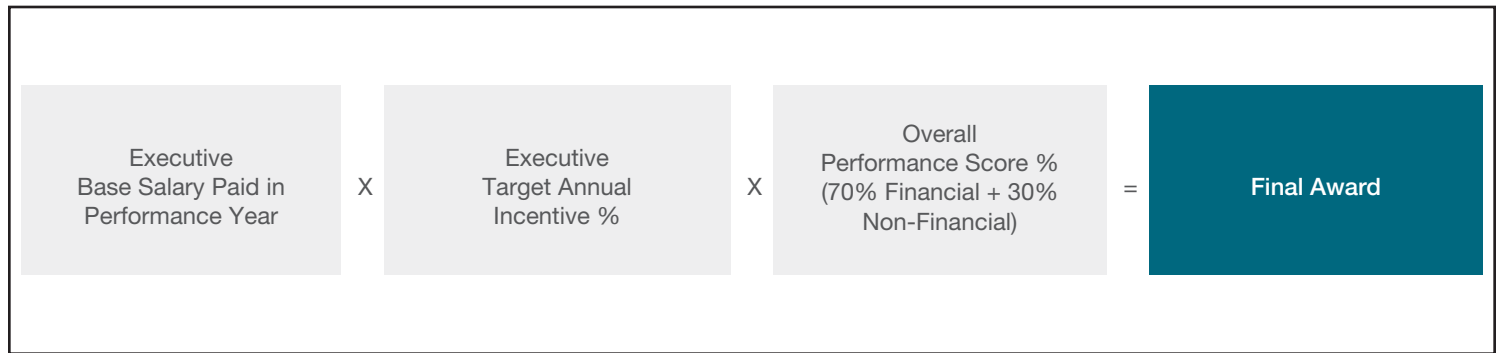 Executive
Base Salary Paid in
Performance Year
X
Executive
Target Annual
Incentive %
X
Overall
Performance Score %
(70% Financial + 30%
Non-Financial)
=
Final Award